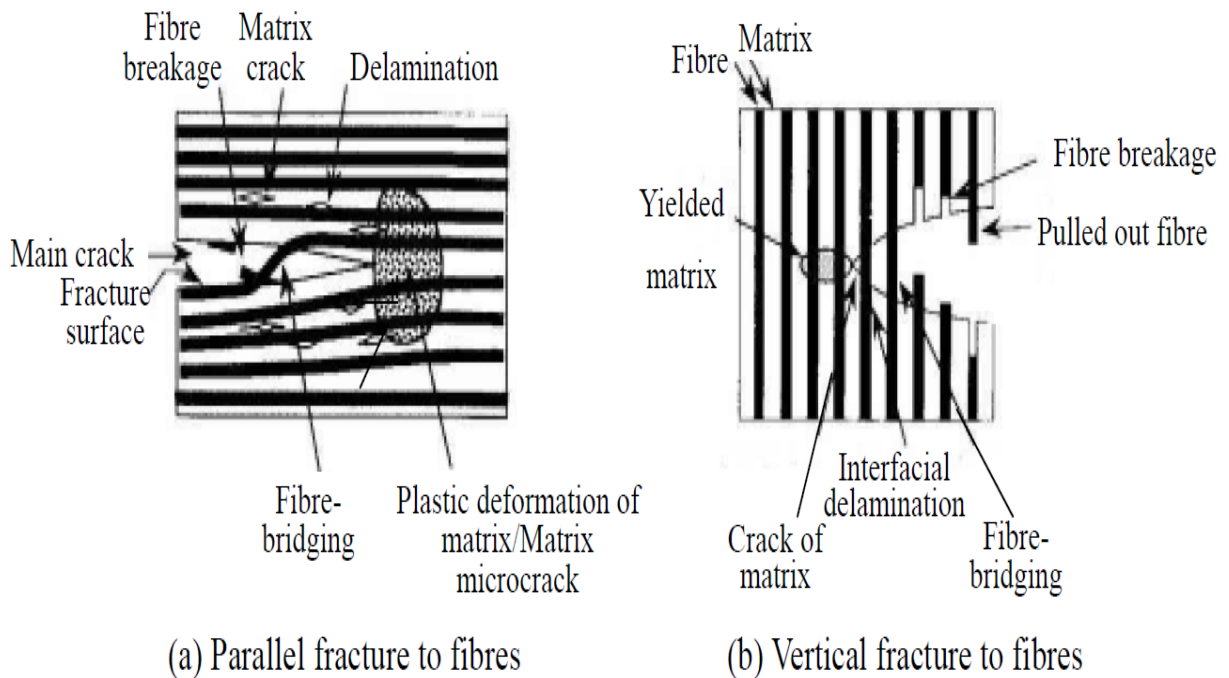 Fibre
breakage
Matrix
crack
Delamination
Main crack
Fracture
surface
Fibre-
bridging
Plastic deformation of
matrix/Matrix
microcrack
(a) Parallel fracture to fibres
Fibre
Matrix
Fibre breakage
Yielded
matrix
Pulled out fibre
Interfacial
delamination
Crack of
matrix
Fibre-
bridging
(b) Vertical fracture to fibres